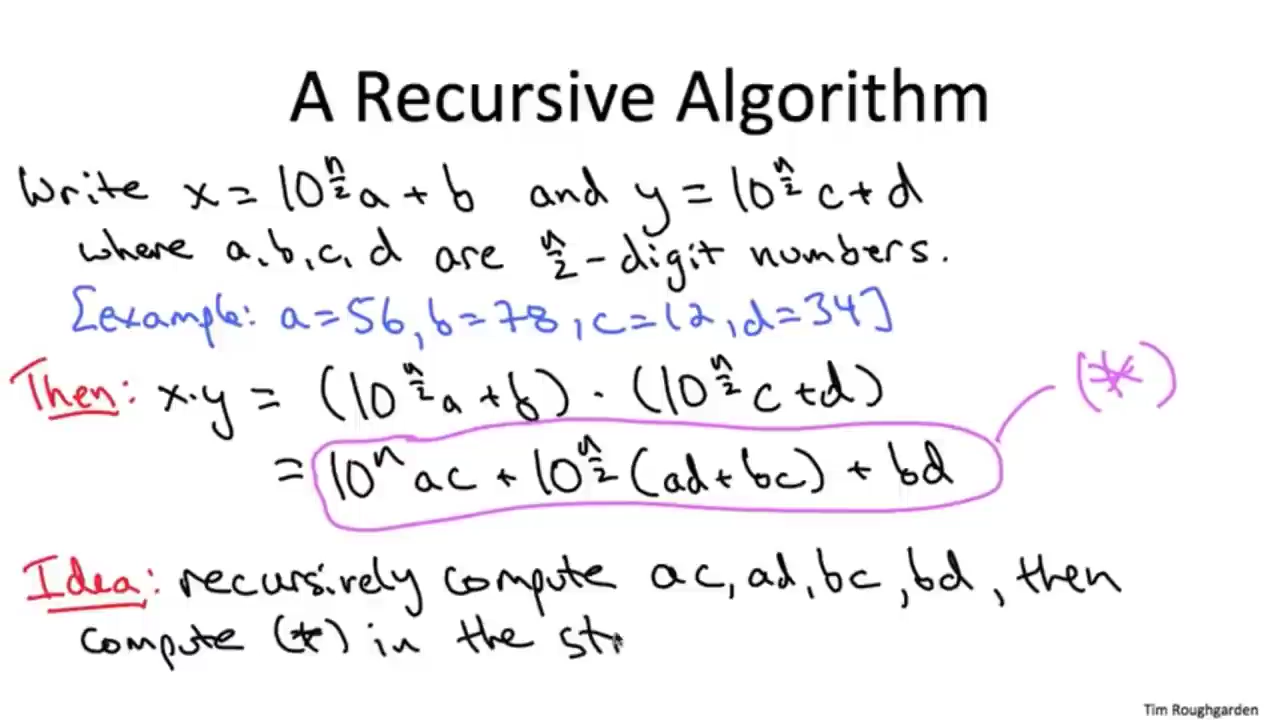 A Recursive Algorithm
Write x = 10^{n/2} a + b and y = 10^{n/2} c + d
where a, b, c, d are n/2 - digit numbers.
[example: a=56, b=78, c=12, d=34]
Then: x·y = (10^{n/2} a + b) · (10^{n/2} c + d)
(*)
= 10^n ac + 10^{n/2} (ad + bc) + bd
Idea: recursively compute ac, ad, bc, bd, then
compute (*) in the st
Tim Roughgarden